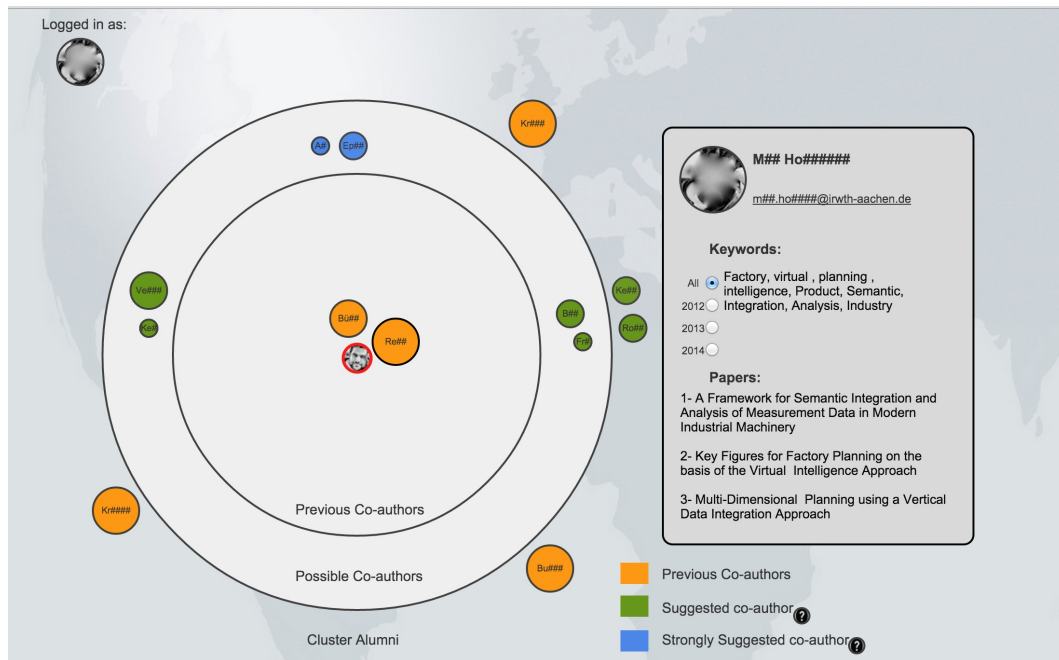 Logged in as:
Kr###
A#
Ep##
Ve###
Ke#
Bü##
Re##
B##
Fr#
Ke##
Ro##
Kr####
Bu###
Previous Co-authors
Possible Co-authors
Cluster Alumni
M## Ho######
m##.ho####@irwth-aachen.de
Keywords:
All
Factory, virtual , planning ,
intelligence, Product, Semantic,
2012
Integration, Analysis, Industry
2013
2014
Papers:
1- A Framework for Semantic Integration and
Analysis of Measurement Data in Modern
Industrial Machinery
2- Key Figures for Factory Planning on the
basis of the Virtual Intelligence Approach
3- Multi-Dimensional Planning using a Vertical
Data Integration Approach
Previous Co-authors
Suggested co-author ?
Strongly Suggested co-author ?